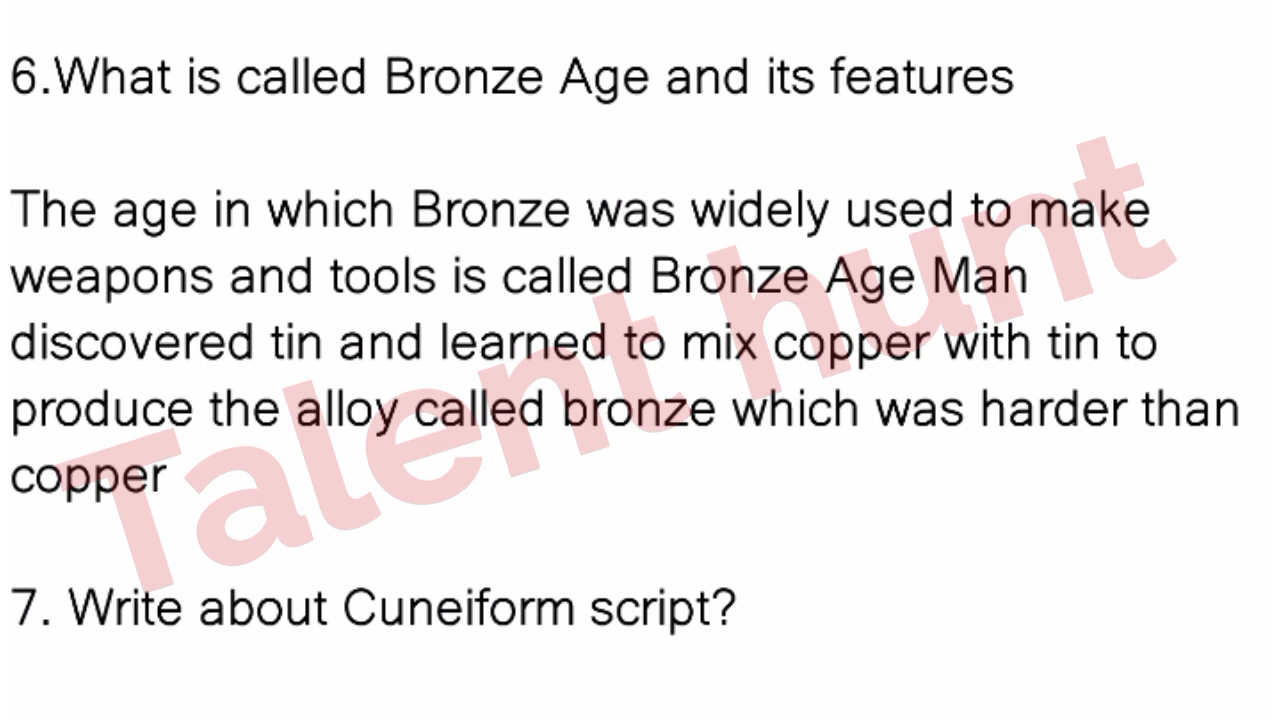 6.What is called Bronze Age and its features
The age in which Bronze was widely used to make
weapons and tools is called Bronze Age Man
discovered tin and learned to mix copper with tin to
produce the alloy called bronze which was harder than
copper
7. Write about Cuneiform script?
Talent hunt